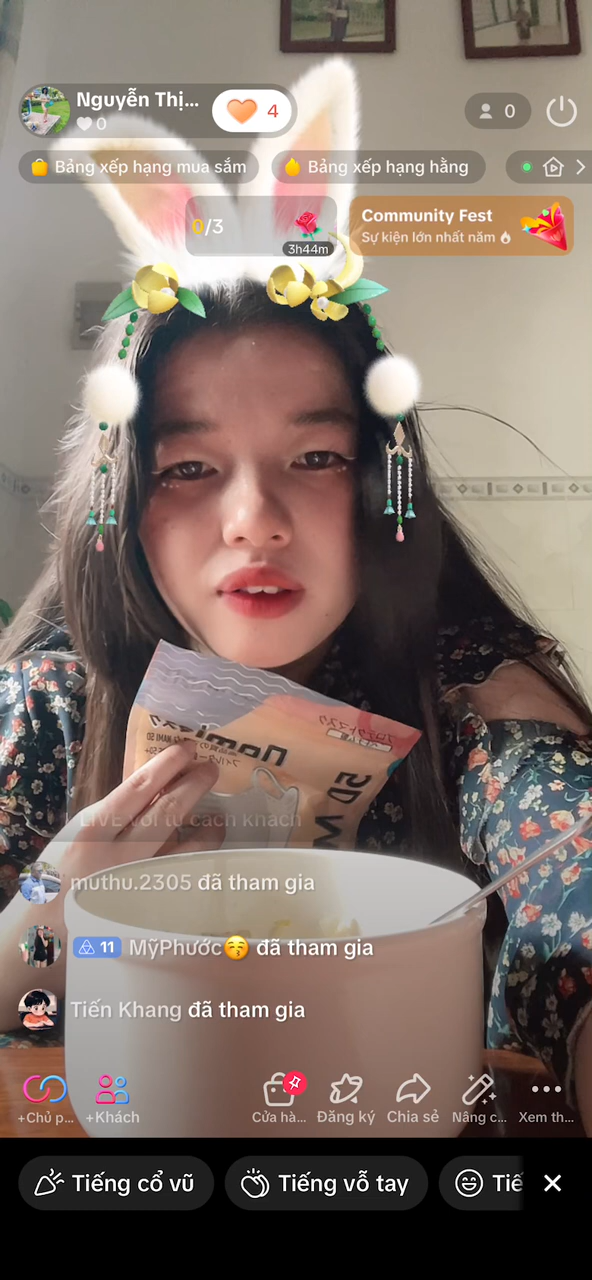 Nguyễn Thị...
4
0
0
Bảng xếp hạng mua sắm
Bảng xếp hạng hằng
0/3
3h44m
Community Fest
Sự kiện lớn nhất năm
LIVE với tư cách khách
muthu.2305 đã tham gia
11 MỹPhước😚 đã tham gia
Tiến Khang đã tham gia
+Chủ p...
+Khách
Cửa hà...
Đăng ký
Chia sẻ
Nâng c...
Xem th...
Tiếng cổ vũ
Tiếng vỗ tay
Tiế